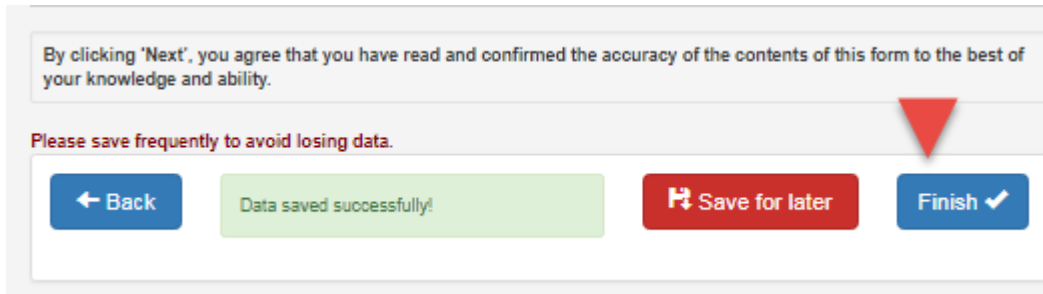 By clicking 'Next', you agree that you have read and confirmed the accuracy of the contents of this form to the best of
your knowledge and ability.
Please save frequently to avoid losing data.
Back
Data saved successfully!
Save for later
Finish